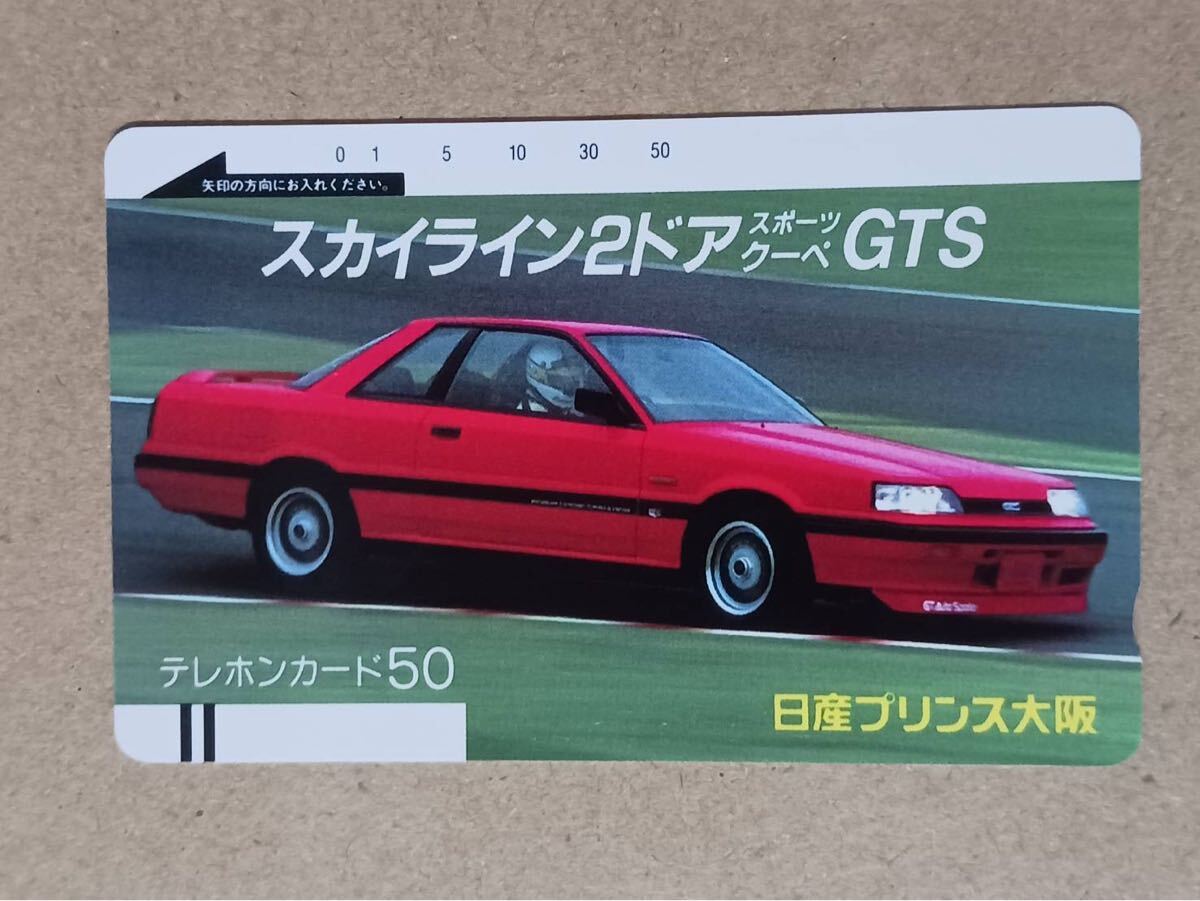 0 1 5 10 30 50
矢印の方向にお入れください。
スカイライン2ドア スポーツ クーペ GTS
テレホンカード50
日産プリンス大阪